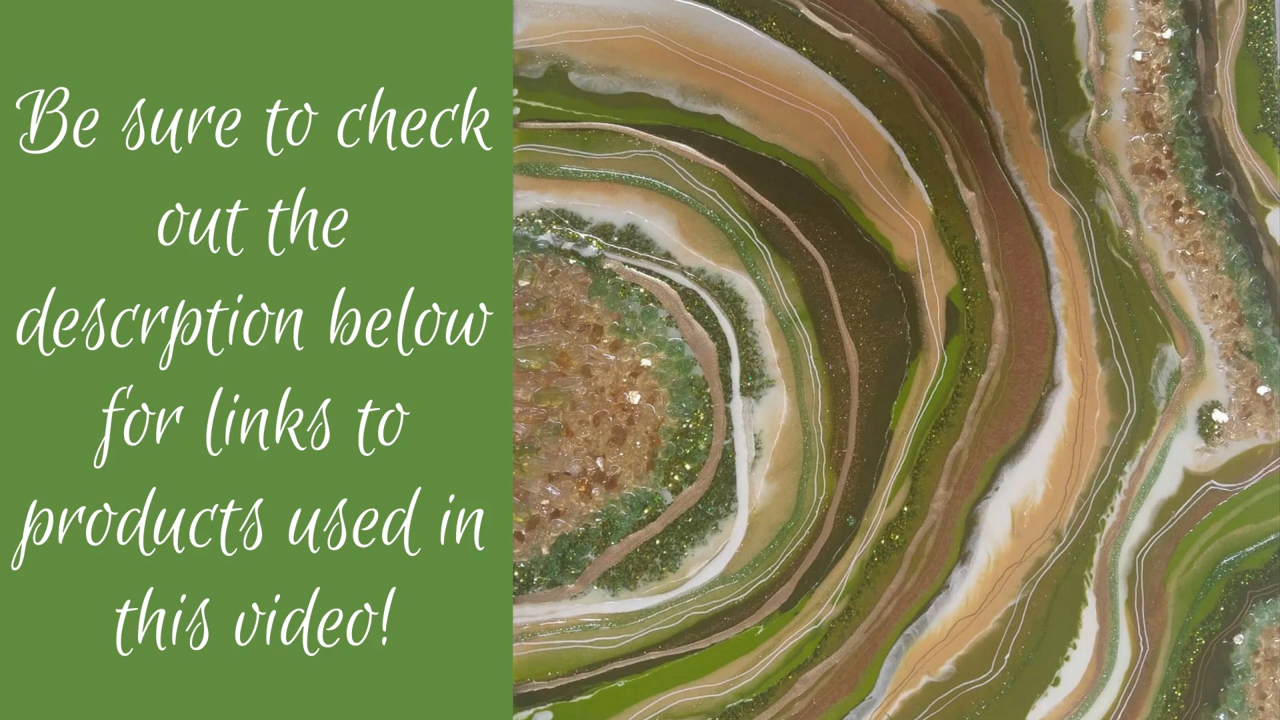 Be sure to check
out the
descrption below
for links to
products used in
this video!